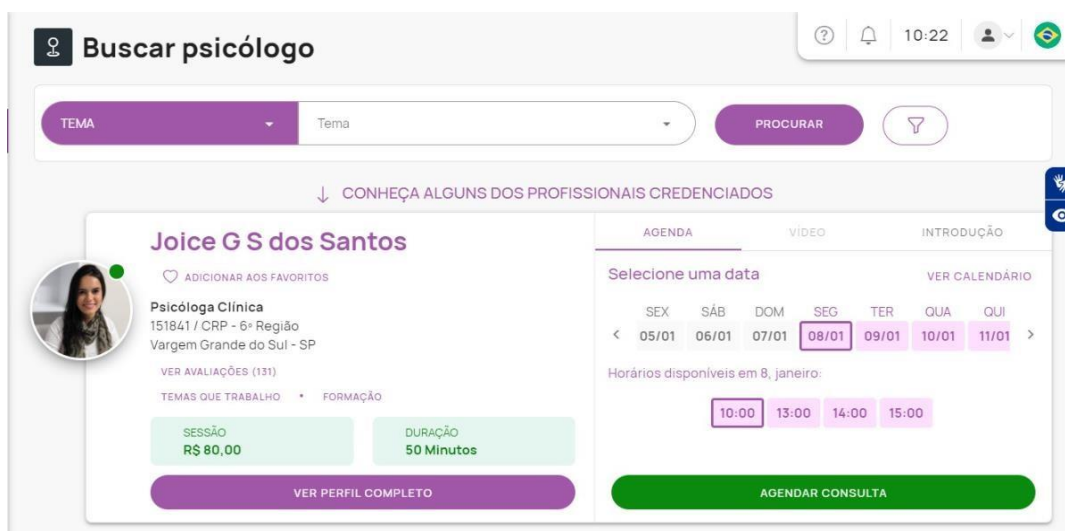 Buscar psicólogo
10:22
TEMA
Tema
PROCURAR
↓ CONHEÇA ALGUNS DOS PROFISSIONAIS CREDENCIADOS
Joice G S dos Santos
ADICIONAR AOS FAVORITOS
Psicóloga Clínica
151841 / CRP - 6ª Região
Vargem Grande do Sul - SP
VER AVALIAÇÕES (131)
TEMAS QUE TRABALHO • FORMAÇÃO
SESSÃO
R$ 80,00
DURAÇÃO
50 Minutos
VER PERFIL COMPLETO
AGENDA VÍDEO INTRODUÇÃO
Selecione uma data VER CALENDÁRIO
SEX SÁB DOM SEG TER QUA QUI
< 05/01 06/01 07/01 08/01 09/01 10/01 11/01 >
Horários disponíveis em 8, janeiro:
10:00 13:00 14:00 15:00
AGENDAR CONSULTA